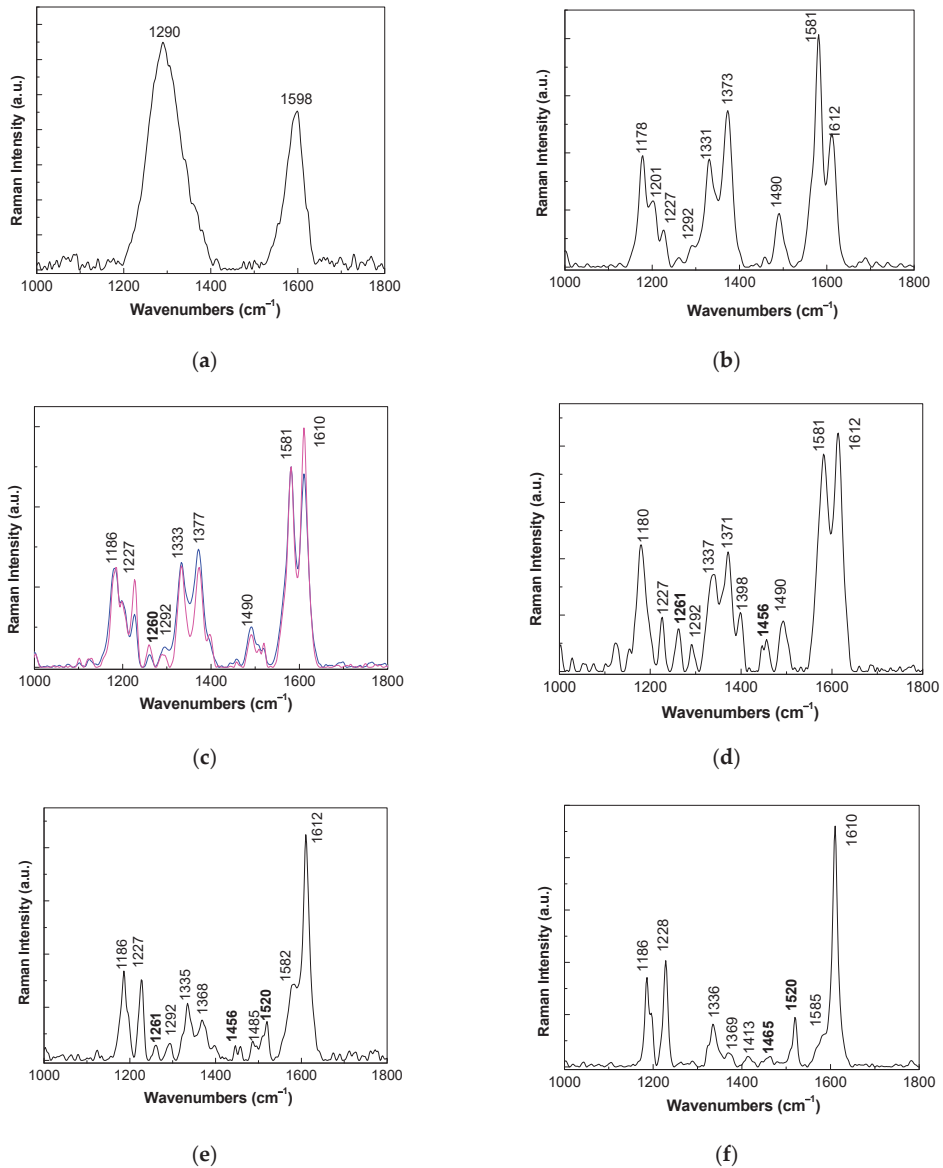 1290
1598
Raman Intensity (a.u.)
1000 1200 1400 1600 1800
Wavenumbers (cm⁻¹)
(a)
1178
1201
1227
1292
1331
1373
1490
1581
1612
Raman Intensity (a.u.)
1000 1200 1400 1600 1800
Wavenumbers (cm⁻¹)
(b)
1186
1227
1260
1292
1333
1377
1490
1581
1610
Raman Intensity (a.u.)
1000 1200 1400 1600 1800
Wavenumbers (cm⁻¹)
(c)
1180
1227
1261
1292
1337
1371
1398
1456
1490
1581
1612
Raman Intensity (a.u.)
1000 1200 1400 1600 1800
Wavenumbers (cm⁻¹)
(d)
1186
1227
1261
1292
1335
1368
1456
1485
1520
1582
1612
Raman Intensity (a.u.)
1000 1200 1400 1600 1800
Wavenumbers (cm⁻¹)
(e)
1186
1228
1336
1369
1413
1465
1520
1585
1610
Raman Intensity (a.u.)
1000 1200 1400 1600 1800
Wavenumbers (cm⁻¹)
(f)